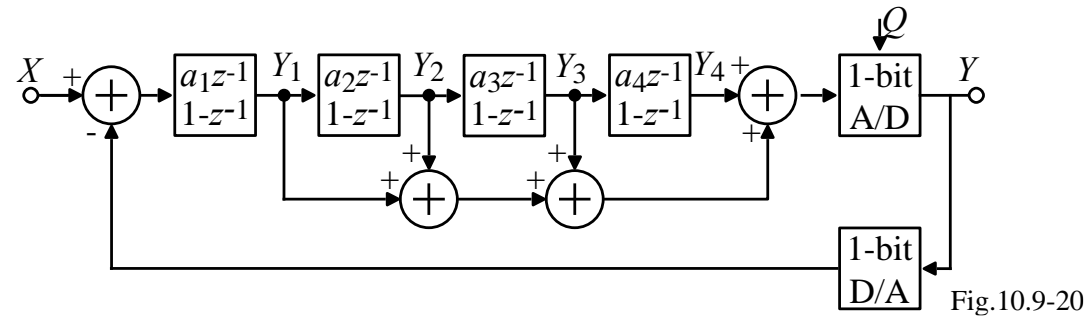 Q
X + a1z-1 Y1 a2z-1 Y2 a3z-1 Y3 a4z-1 Y4 + 1-bit Y
+ 1-z-1 1-z-1 1-z-1 1-z-1 + A/D
- + + +
+ + + +
1-bit
D/A Fig.10.9-20